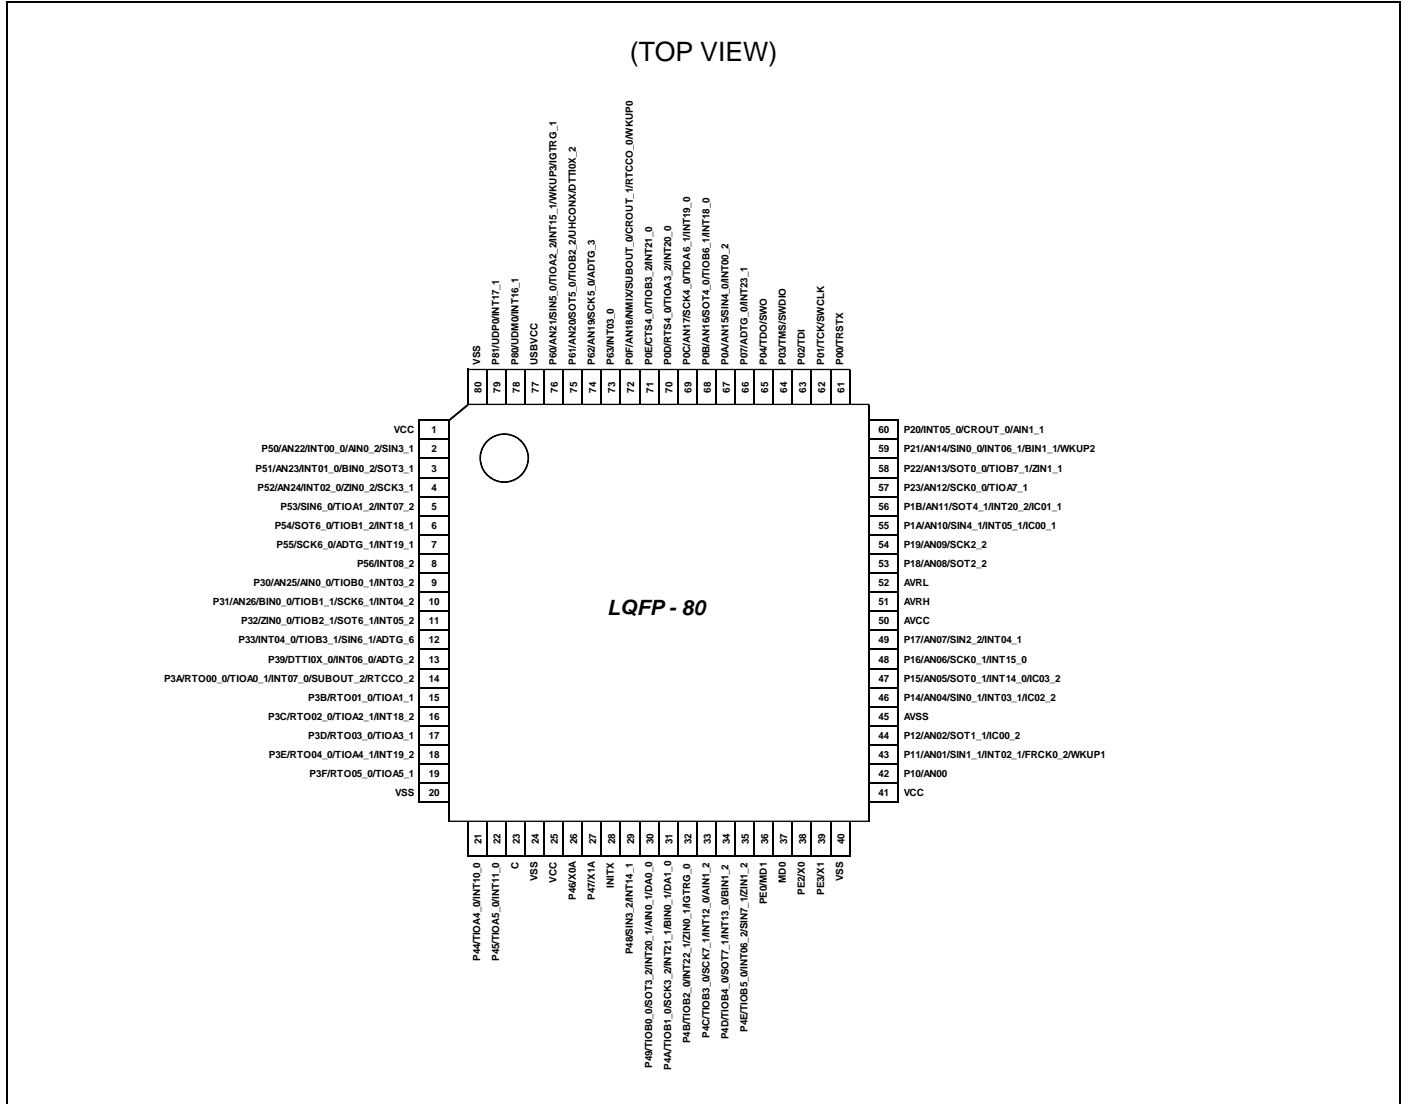 (TOP VIEW)
VSS
P81/UDP0/INT17_1
P80/UDM0/INT16_1
USBVCC
P60/AN21/SIN5_0/TIOA2_2/INT15_1/WKUP3/IGTRG_1
P61/AN20/SOT5_0/TIOB2_2/UHCONX/DTTI0X_2
P62/AN19/SCK5_0/ADTG_3
P63/INT03_0
P0F/AN18/NMIX/SUBOUT_0/CROUT_1/RTCCO_0/WKUP0
P0E/CTS4_0/TIOB3_2/INT21_0
P0D/RTS4_0/TIOA3_2/INT20_0
P0C/AN17/SCK4_0/TIOA6_1/INT19_0
P0B/AN16/SOT4_0/TIOB6_1/INT18_0
P0A/AN15/SIN4_0/INT00_2
P07/ADTG_0/INT23_1
P04/TDO/SWO
P03/TMS/SWDIO
P02/TDI
P01/TCK/SWCLK
P00/TRSTX
80 79 78 77 76 75 74 73 72 71 70 69 68 67 66 65 64 63 62 61
VCC 1
P50/AN22/INT00_0/AIN0_2/SIN3_1 2
P51/AN23/INT01_0/BIN0_2/SOT3_1 3
P52/AN24/INT02_0/ZIN0_2/SCK3_1 4
P53/SIN6_0/TIOA1_2/INT07_2 5
P54/SOT6_0/TIOB1_2/INT18_1 6
P55/SCK6_0/ADTG_1/INT19_1 7
P56/INT08_2 8
P30/AN25/AIN0_0/TIOB0_1/INT03_2 9
P31/AN26/BIN0_0/TIOB1_1/SCK6_1/INT04_2 10
P32/ZIN0_0/TIOB2_1/SOT6_1/INT05_2 11
P33/INT04_0/TIOB3_1/SIN6_1/ADTG_6 12
P39/DTTI0X_0/INT06_0/ADTG_2 13
P3A/RTO00_0/TIOA0_1/INT07_0/SUBOUT_2/RTCCO_2 14
P3B/RTO01_0/TIOA1_1 15
P3C/RTO02_0/TIOA2_1/INT18_2 16
P3D/RTO03_0/TIOA3_1 17
P3E/RTO04_0/TIOA4_1/INT19_2 18
P3F/RTO05_0/TIOA5_1 19
VSS 20
LQFP - 80
60 P20/INT05_0/CROUT_0/AIN1_1
59 P21/AN14/SIN0_0/INT06_1/BIN1_1/WKUP2
58 P22/AN13/SOT0_0/TIOB7_1/ZIN1_1
57 P23/AN12/SCK0_0/TIOA7_1
56 P1B/AN11/SOT4_1/INT20_2/IC01_1
55 P1A/AN10/SIN4_1/INT05_1/IC00_1
54 P19/AN09/SCK2_2
53 P18/AN08/SOT2_2
52 AVRL
51 AVRH
50 AVCC
49 P17/AN07/SIN2_2/INT04_1
48 P16/AN06/SCK0_1/INT15_0
47 P15/AN05/SOT0_1/INT14_0/IC03_2
46 P14/AN04/SIN0_1/INT03_1/IC02_2
45 AVSS
44 P12/AN02/SOT1_1/IC00_2
43 P11/AN01/SIN1_1/INT02_1/FRCK0_2/WKUP1
42 P10/AN00
41 VCC
21 22 23 24 25 26 27 28 29 30 31 32 33 34 35 36 37 38 39 40
P44/TIOA4_0/INT10_0
P45/TIOA5_0/INT11_0
C
VSS
VCC
P46/X0A
P47/X1A
INITX
P48/SIN3_2/INT14_1
P49/TIOB0_0/SOT3_2/INT20_1/AIN0_1/DA0_0
P4A/TIOB1_0/SCK3_2/INT21_1/BIN0_1/DA1_0
P4B/TIOB2_0/INT22_1/ZIN0_1/IGTRG_0
P4C/TIOB3_0/SCK7_1/INT12_0/AIN1_2
P4D/TIOB4_0/SOT7_1/INT13_0/BIN1_2
P4E/TIOB5_0/INT06_2/SIN7_1/ZIN1_2
PE0/MD1
MD0
PE2/X0
PE3/X1
VSS